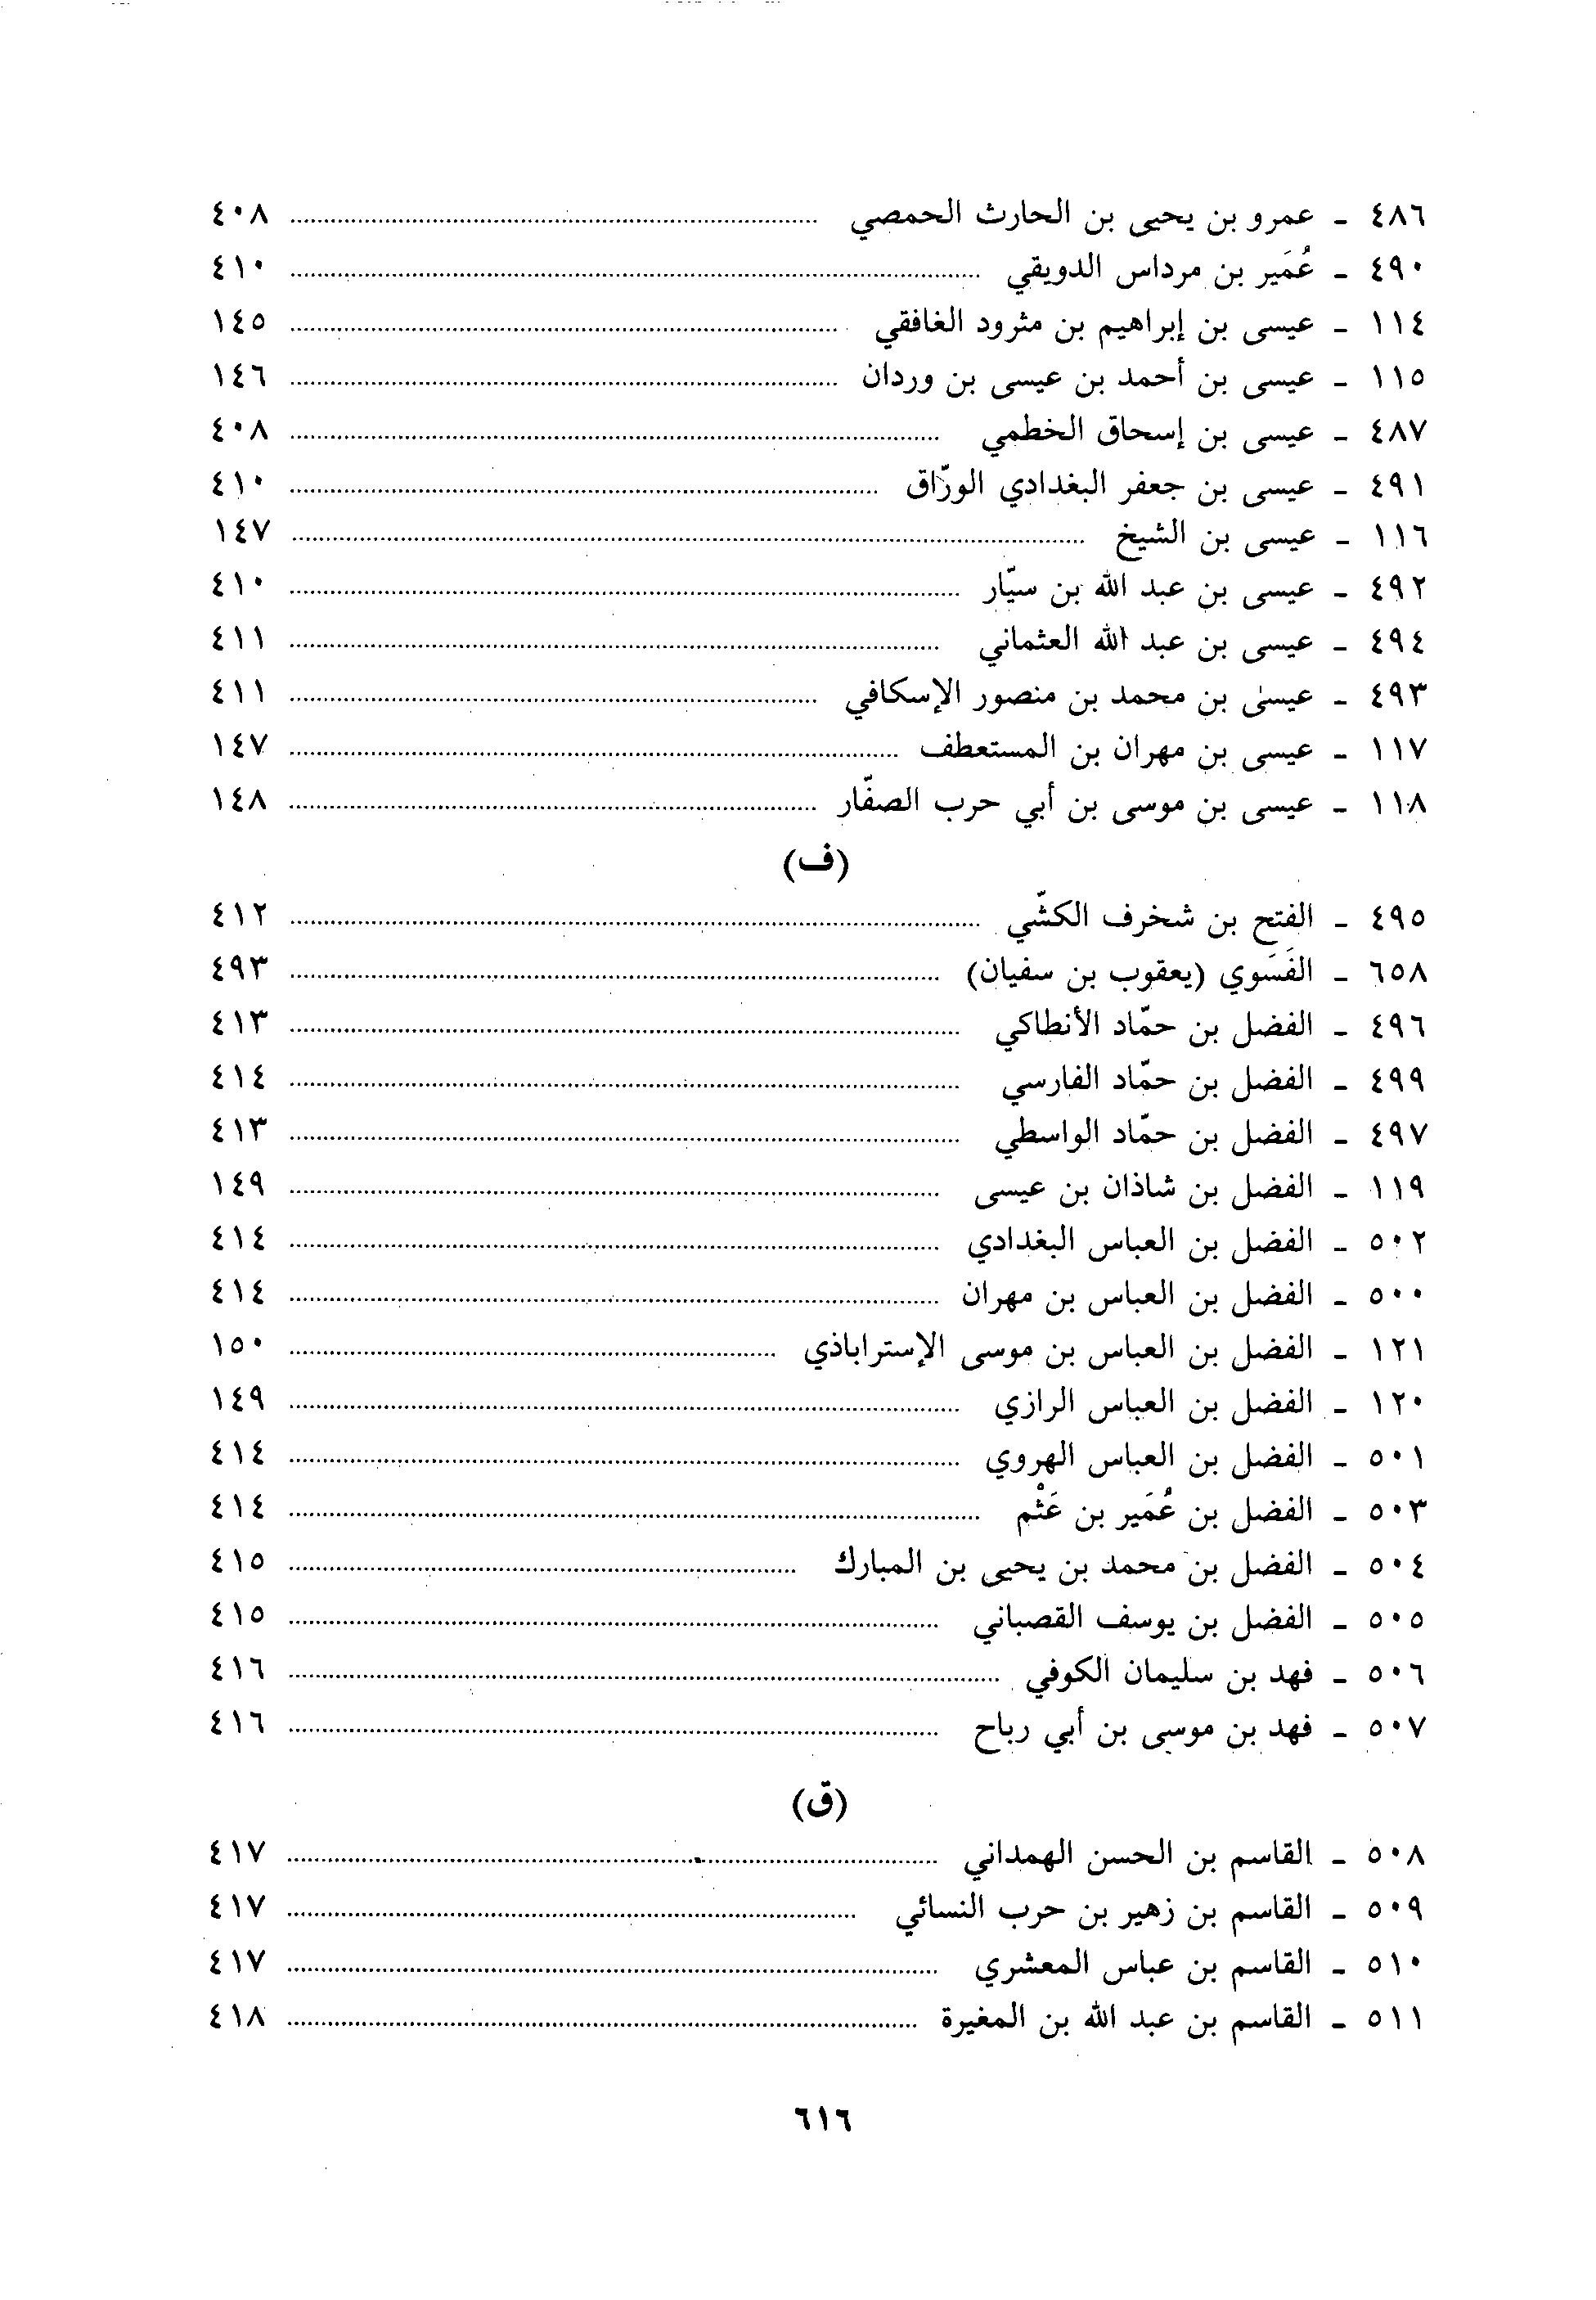 ٤٨٦ - عمرو بن يحيى بن الحارث الحمصي ........ ٤٠٨
٤٩٠ - عُمَير بن مرداس الدويقي ........ ٤١٠
١١٤ - عيسى بن إبراهيم بن مثرود الغافقي ........ ١٤٥
١١٥ - عيسى بن أحمد بن عيسى بن وردان ........ ١٤٦
٤٨٧ - عيسى بن إسحاق الخطمي ........ ٤٠٨
٤٩١ - عيسى بن جعفر البغدادي الورّاق ........ ٤١٠
١١٦ - عيسى بن الشيخ ........ ١٤٧
٤٩٢ - عيسى بن عبد الله بن سيّار ........ ٤١٠
٤٩٤ - عيسى بن عبد الله العثماني ........ ٤١١
٤٩٣ - عيسى بن محمد بن منصور الإسكافي ........ ٤١١
١١٧ - عيسى بن مهران بن المستعطف ........ ١٤٧
١١٨ - عيسى بن موسى بن أبي حرب الصفّار ........ ١٤٨
(ف)
٤٩٥ - الفتح بن شخرف الكشّي ........ ٤١٢
٦٥٨ - الفَسَوي (يعقوب بن سفيان) ........ ٤٩٣
٤٩٦ - الفضل بن حمّاد الأنطاكي ........ ٤١٣
٤٩٩ - الفضل بن حمّاد الفارسي ........ ٤١٤
٤٩٧ - الفضل بن حمّاد الواسطي ........ ٤١٣
١١٩ - الفضل بن شاذان بن عيسى ........ ١٤٩
٥٠٢ - الفضل بن العباس البغدادي ........ ٤١٤
٥٠٠ - الفضل بن العباس بن مهران ........ ٤١٤
١٢١ - الفضل بن العباس بن موسى الإستراباذي ........ ١٥٠
١٢٠ - الفضل بن العباس الرازي ........ ١٤٩
٥٠١ - الفضل بن العباس الهروي ........ ٤١٤
٥٠٣ - الفضل بن عُمَير بن عَثْم ........ ٤١٤
٥٠٤ - الفضل بن محمد بن يحيى بن المبارك ........ ٤١٥
٥٠٥ - الفضل بن يوسف القصباني ........ ٤١٥
٥٠٦ - فهد بن سليمان الكوفي ........ ٤١٦
٥٠٧ - فهد بن موسى بن أبي رباح ........ ٤١٦
(ق)
٥٠٨ - القاسم بن الحسن الهمداني ........ ٤١٧
٥٠٩ - القاسم بن زهير بن حرب النسائي ........ ٤١٧
٥١٠ - القاسم بن عباس المعشري ........ ٤١٧
٥١١ - القاسم بن عبد الله بن المغيرة ........ ٤١٨
٦١٦